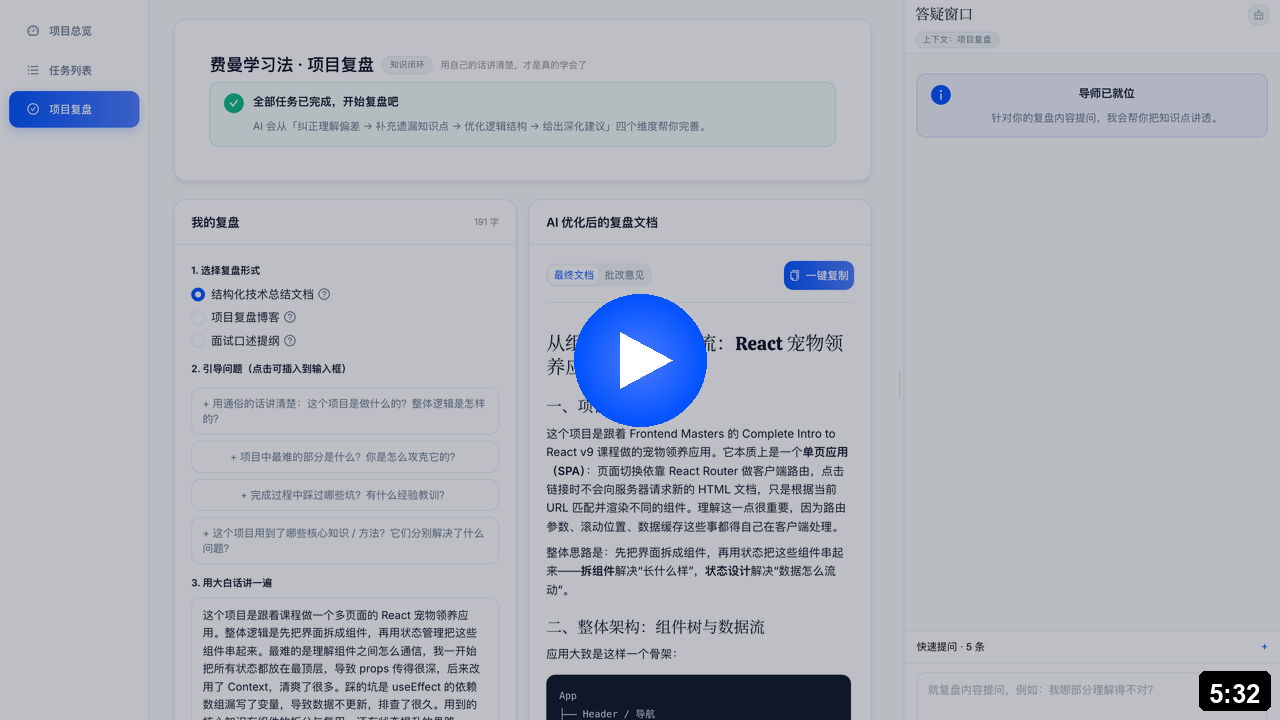 项目总览
任务列表
项目复盘
费曼学习法 · 项目复盘
知识闭环
用自己的话讲清楚，才是真的学会了
全部任务已完成，开始复盘吧
AI 会从「纠正理解偏差 → 补充遗漏知识点 → 优化逻辑结构 → 给出深化建议」四个维度帮你完善。
我的复盘
191 字
1. 选择复盘形式
结构化技术总结文档
项目复盘博客
面试口述提纲
2. 引导问题（点击可插入到输入框）
+ 用通俗的话讲清楚：这个项目是做什么的？整体逻辑是怎样
的？
+ 项目中最难的部分是什么？你是怎么攻克它的？
+ 完成过程中踩过哪些坑？有什么经验教训？
+ 这个项目用到了哪些核心知识 / 方法？它们分别解决了什么
问题？
3. 用大白话讲一遍
这个项目是跟着课程做一个多页面的 React 宠物领养应
用。整体逻辑是先把界面拆成组件，再用状态管理把这些
组件串起来。最难的是理解组件之间怎么通信，我一开始
把所有状态都放在最顶层，导致 props 传得很深，后来改
用了 Context，清爽了很多。踩的坑是 useEffect 的依赖
数组漏写了变量，导致数据不更新，排查了很久。用到的
AI 优化后的复盘文档
最终文档
批改意见
一键复制
从组 流：React 宠物领
养应
一、项
这个项目是跟着 Frontend Masters 的 Complete Intro to
React v9 课程做的宠物领养应用。它本质上是一个单页应用
（SPA）：页面切换依靠 React Router 做客户端路由，点击
链接时不会向服务器请求新的 HTML 文档，只是根据当前
URL 匹配并渲染不同的组件。理解这一点很重要，因为路由
参数、滚动位置、数据缓存这些事都得自己在客户端处理。
整体思路是：先把界面拆成组件，再用状态把这些组件串起
来——拆组件解决“长什么样”，状态设计解决“数据怎么流
动”。
二、整体架构：组件树与数据流
应用大致是这样一个骨架：
App
├── Header / 导航
答疑窗口
上下文：项目复盘
导师已就位
针对你的复盘内容提问，我会帮你把知识点讲透。
快速提问 · 5 条
+
就复盘内容提问，例如：我哪部分理解得不对？
5:32